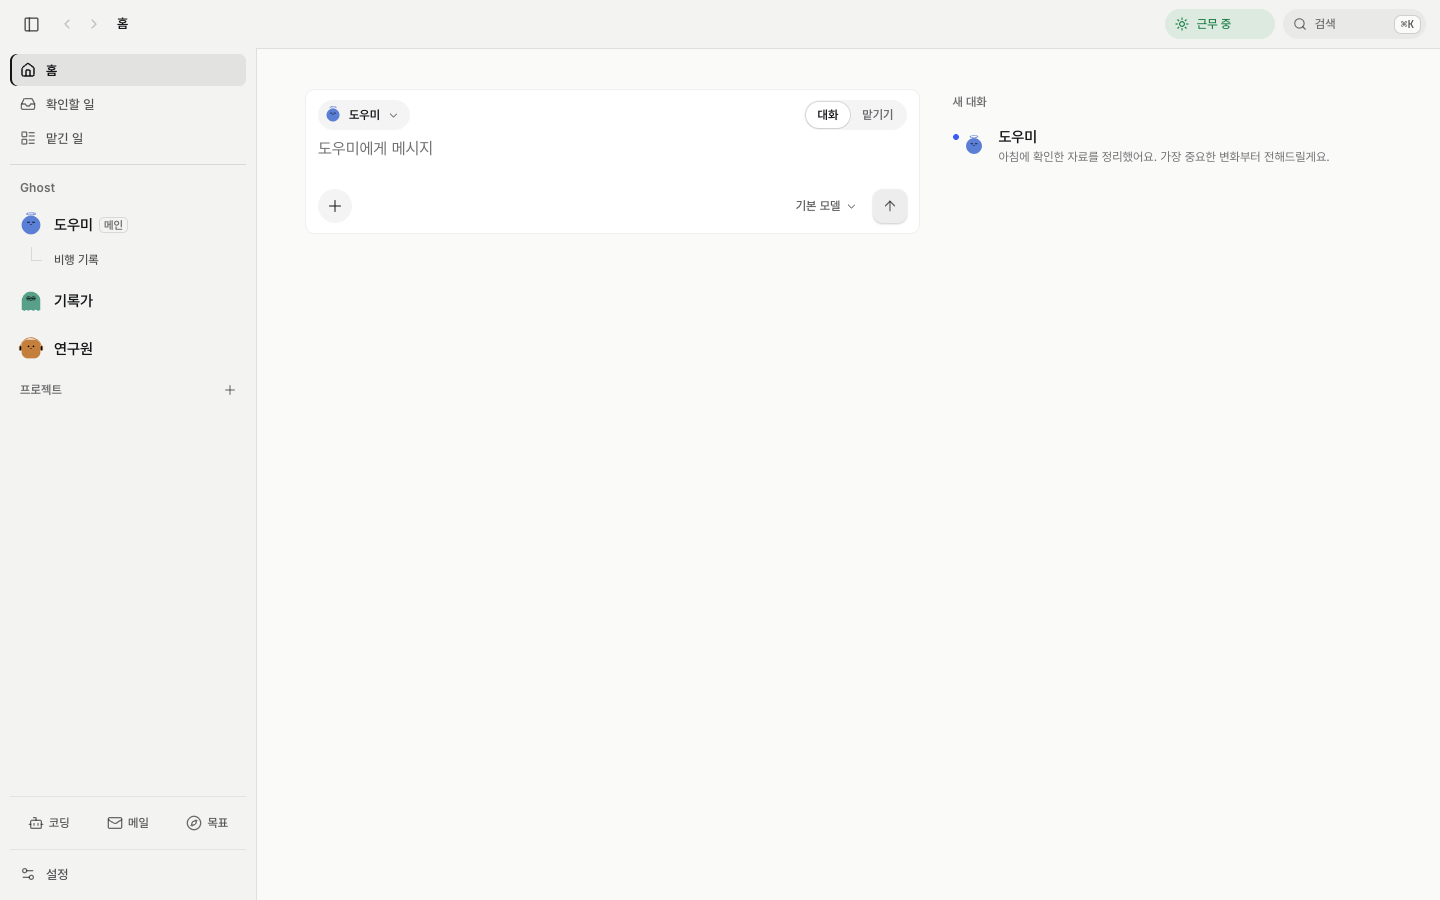 홈
근무 중
검색
⌘K
홈
확인할 일
맡긴 일
Ghost
도우미 메인
비행 기록
기록가
연구원
프로젝트
코딩
메일
목표
설정
도우미
대화
맡기기
도우미에게 메시지
기본 모델
새 대화
도우미
아침에 확인한 자료를 정리했어요. 가장 중요한 변화부터 전해드릴게요.